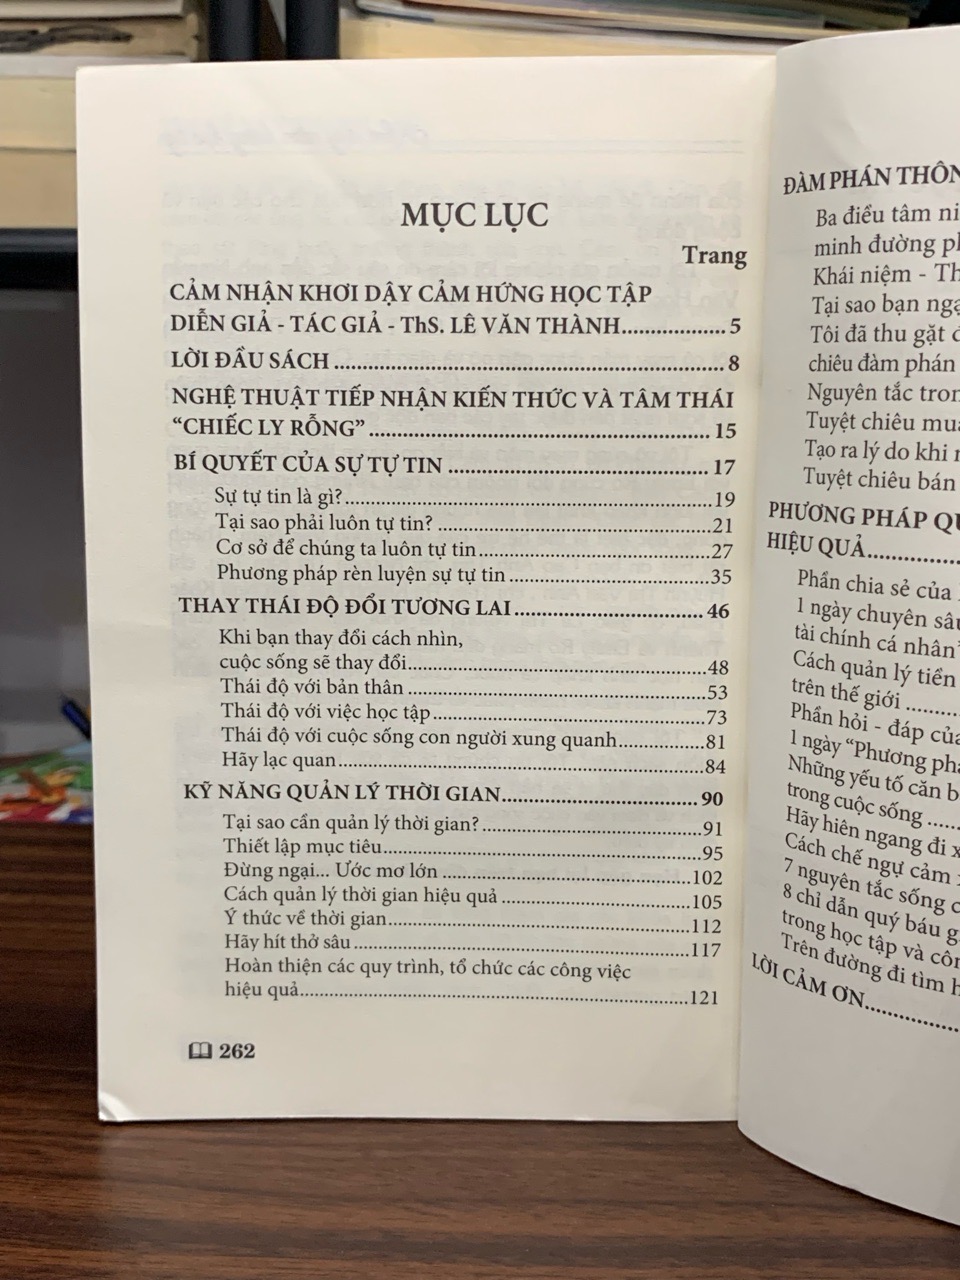 MỤC LỤC
Trang
CẢM NHẬN KHƠI DẬY CẢM HỨNG HỌC TẬP
DIỄN GIẢ - TÁC GIẢ - ThS. LÊ VĂN THÀNH.................. 5
LỜI ĐẦU SÁCH .................. 8
NGHỆ THUẬT TIẾP NHẬN KIẾN THỨC VÀ TÂM THÁI
“CHIẾC LY RỖNG” .................. 15
BÍ QUYẾT CỦA SỰ TỰ TIN .................. 17
Sự tự tin là gì?.................. 19
Tại sao phải luôn tự tin? .................. 21
Cơ sở để chúng ta luôn tự tin.................. 27
Phương pháp rèn luyện sự tự tin .................. 35
THAY THÁI ĐỘ ĐỔI TƯƠNG LAI .................. 46
Khi bạn thay đổi cách nhìn,
cuộc sống sẽ thay đổi.................. 48
Thái độ với bản thân .................. 53
Thái độ với việc học tập.................. 73
Thái độ với cuộc sống con người xung quanh.................. 81
Hãy lạc quan.................. 84
KỸ NĂNG QUẢN LÝ THỜI GIAN.................. 90
Tại sao cần quản lý thời gian? .................. 91
Thiết lập mục tiêu.................. 95
Đừng ngại... Ước mơ lớn .................. 102
Cách quản lý thời gian hiệu quả .................. 105
Ý thức về thời gian.................. 112
Hãy hít thở sâu .................. 117
Hoàn thiện các quy trình, tổ chức các công việc
hiệu quả.................. 121
262
ĐÀM PHÁN THÔN
Ba điều tâm ni
minh đường ph
Khái niệm - Th
Tại sao bạn ngạ
Tôi đã thu gặt
chiêu đàm phán
Nguyên tắc tron
Tuyệt chiêu mua
Tạo ra lý do khi
Tuyệt chiêu bán
PHƯƠNG PHÁP QU
HIỆU QUẢ..................
Phần chia sẻ của
1 ngày chuyên sâu
tài chính cá nhân”
Cách quản lý tiền
trên thế giới ..................
Phần hỏi - đáp của
1 ngày “Phương pha
Những yếu tố căn b
trong cuộc sống ..................
Hãy hiên ngang đi x
Cách chế ngự cảm x
7 nguyên tắc sống c
8 chỉ dẫn quý báu g
trong học tập và côn
Trên đường đi tìm h
LỜI CẢM ƠN..................